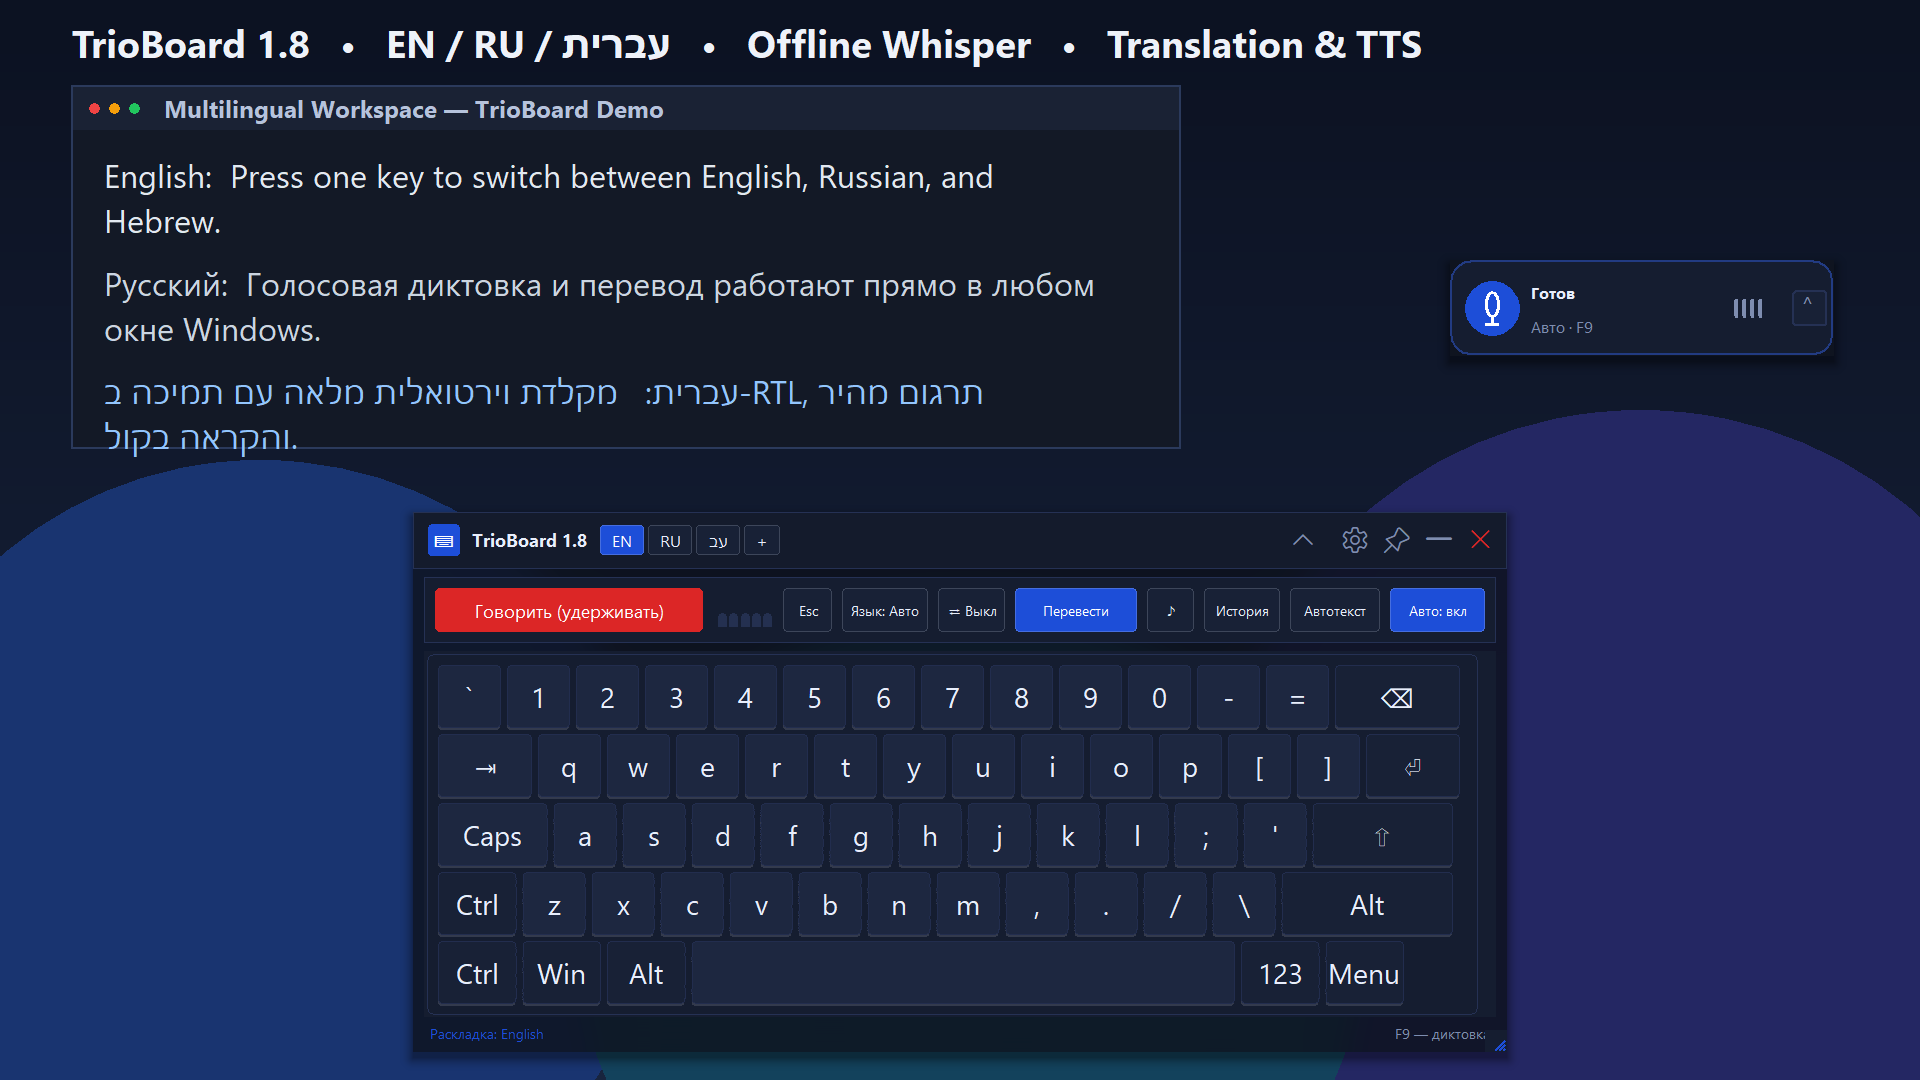 TrioBoard 1.8 • EN / RU / עברית • Offline Whisper • Translation & TTS
Multilingual Workspace — TrioBoard Demo
English: Press one key to switch between English, Russian, and
Hebrew.
Русский: Голосовая диктовка и перевод работают прямо в любом
окне Windows.
עברית: מקלדת וירטואלית מלאה עם תמיכה ב-RTL, תרגום מהיר
והקראה בקול.
Готов
Авто · F9
^
TrioBoard 1.8 EN RU עב +
Говорить (удерживать) Esc Язык: Авто ⇌ Выкл Перевести ♪ История Автотекст Авто: вкл
` 1 2 3 4 5 6 7 8 9 0 - = ⌫
⇥ q w e r t y u i o p [ ] ⏎
Caps a s d f g h j k l ; ' ⇧
Ctrl z x c v b n m , . / \ Alt
Ctrl Win Alt 123 Menu
Раскладка: English
F9 — диктовка